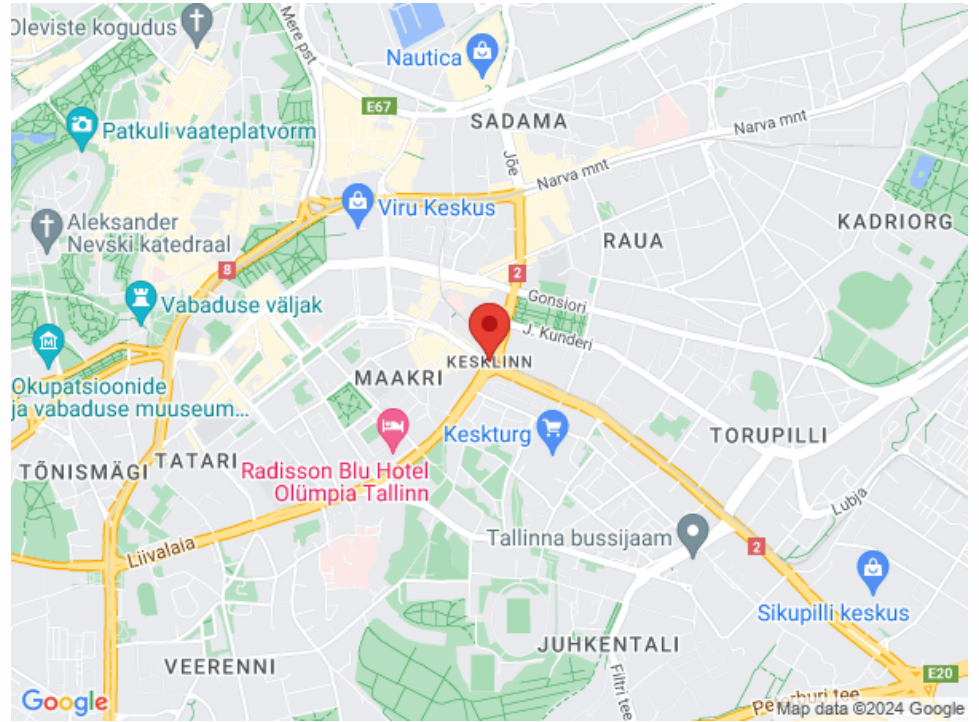 Oleviste kogudus
Mere pst
Nautica
E67
SADAMA
Patkuli vaateplatvorm
Jõe
Narva mnt
Narva mnt
Viru Keskus
Aleksander
Nevski katedraal
KADRIORG
RAUA
8
2
Gonsiori
Vabaduse väljak
J. Kunderi
KESKLINN
MAAKRI
Okupatsioonide
ja vabaduse muuseum...
Keskturg
TORUPILLI
TÕNISMÄGI
TATARI
Radisson Blu Hotel
Olümpia Tallinn
Lubja
Tallinna bussijaam
Liivalaia
2
Sikupilli keskus
JUHKENTALI
VEERENNI
Filtri tee
E20
Peterburi tee
Google
Map data ©2024 Google